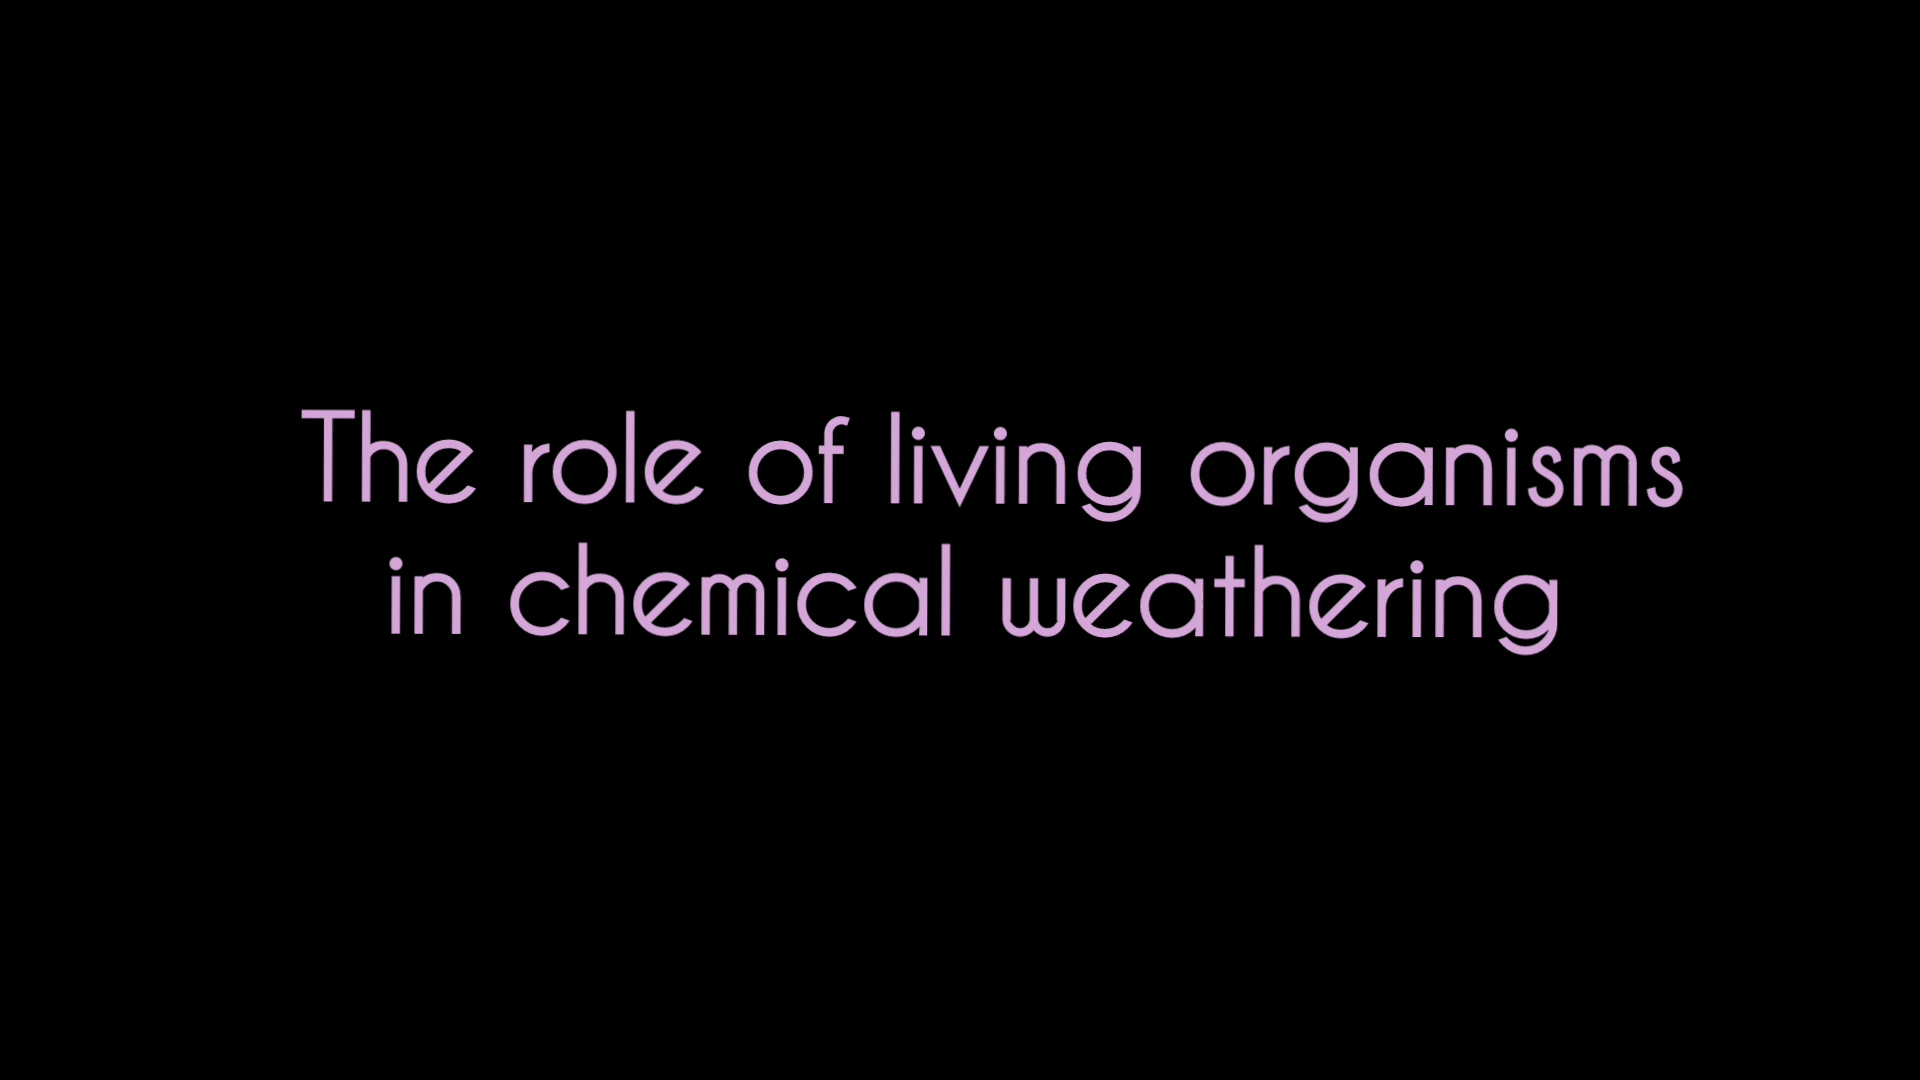 The role of living organisms
in chemical weathering